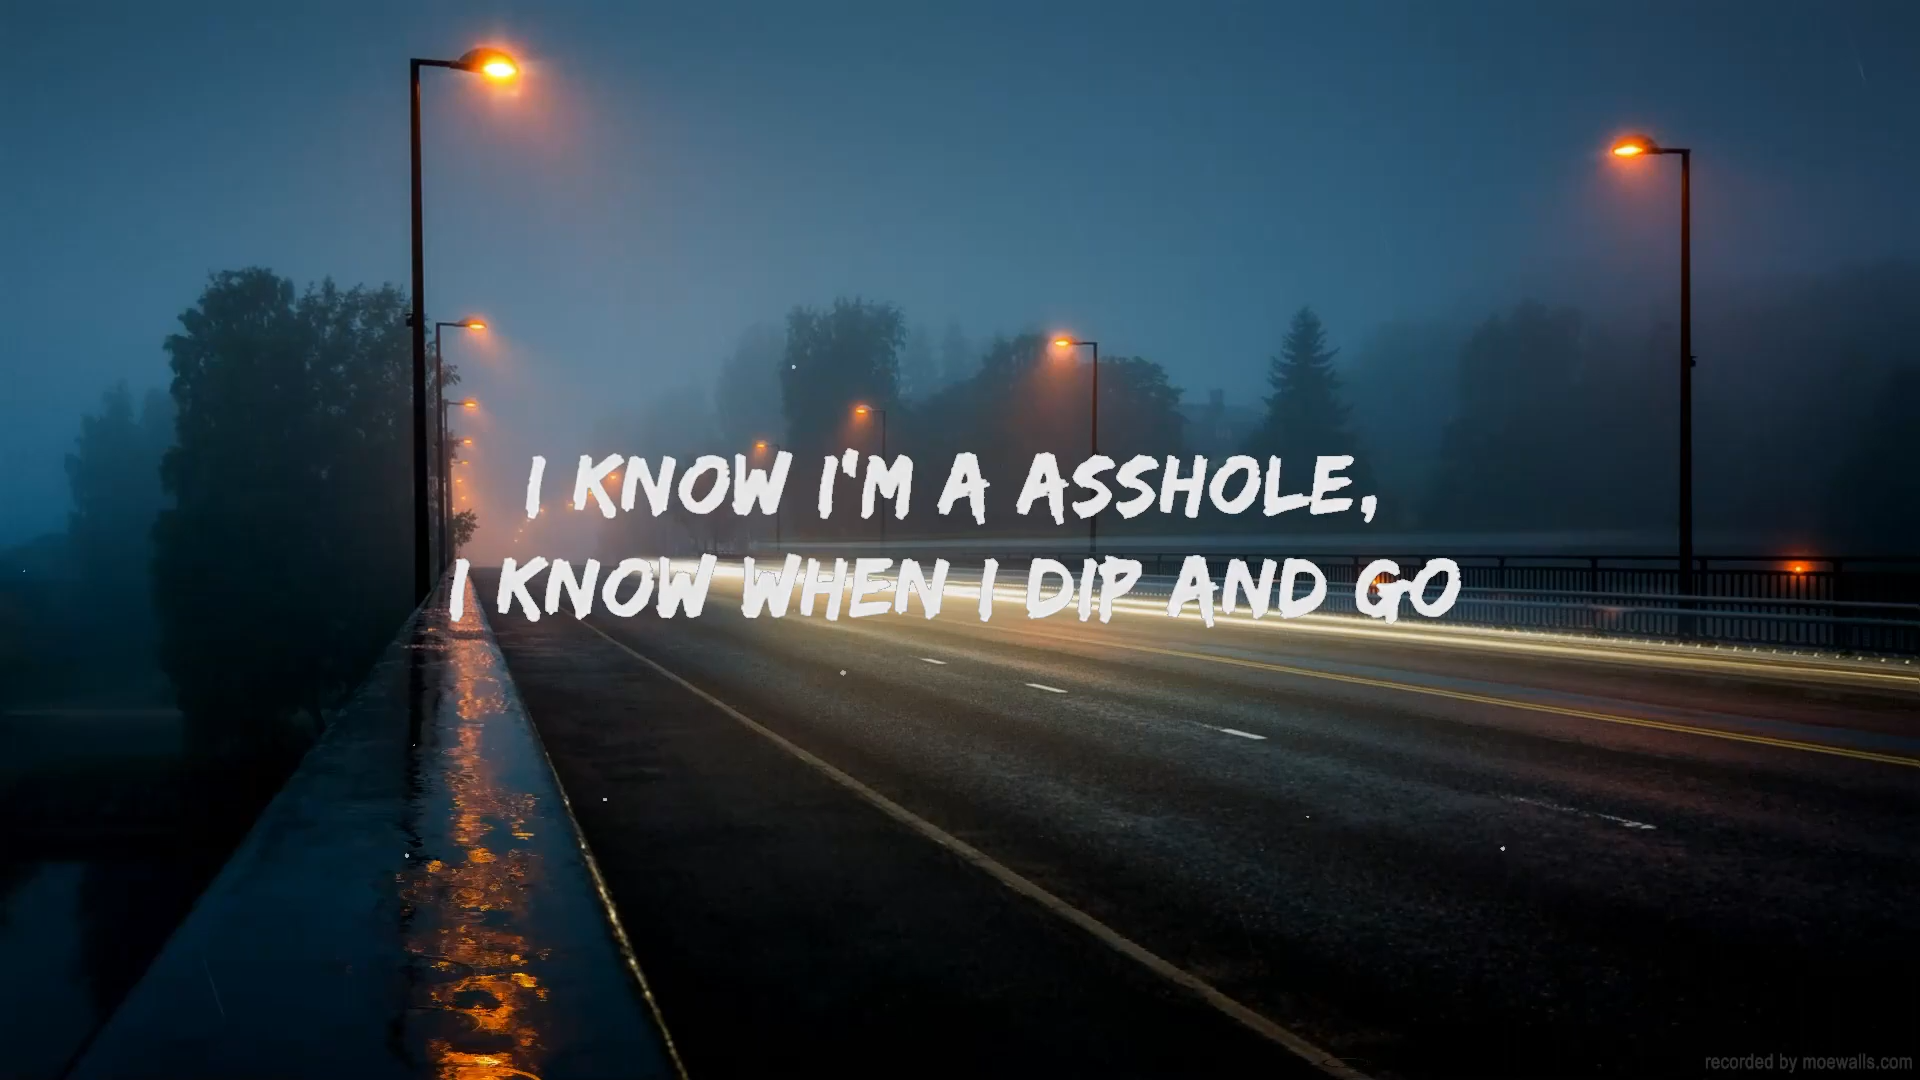 I KNOW I'M A ASSHOLE,
I KNOW WHEN I DIP AND GO
recorded by moewalls.com